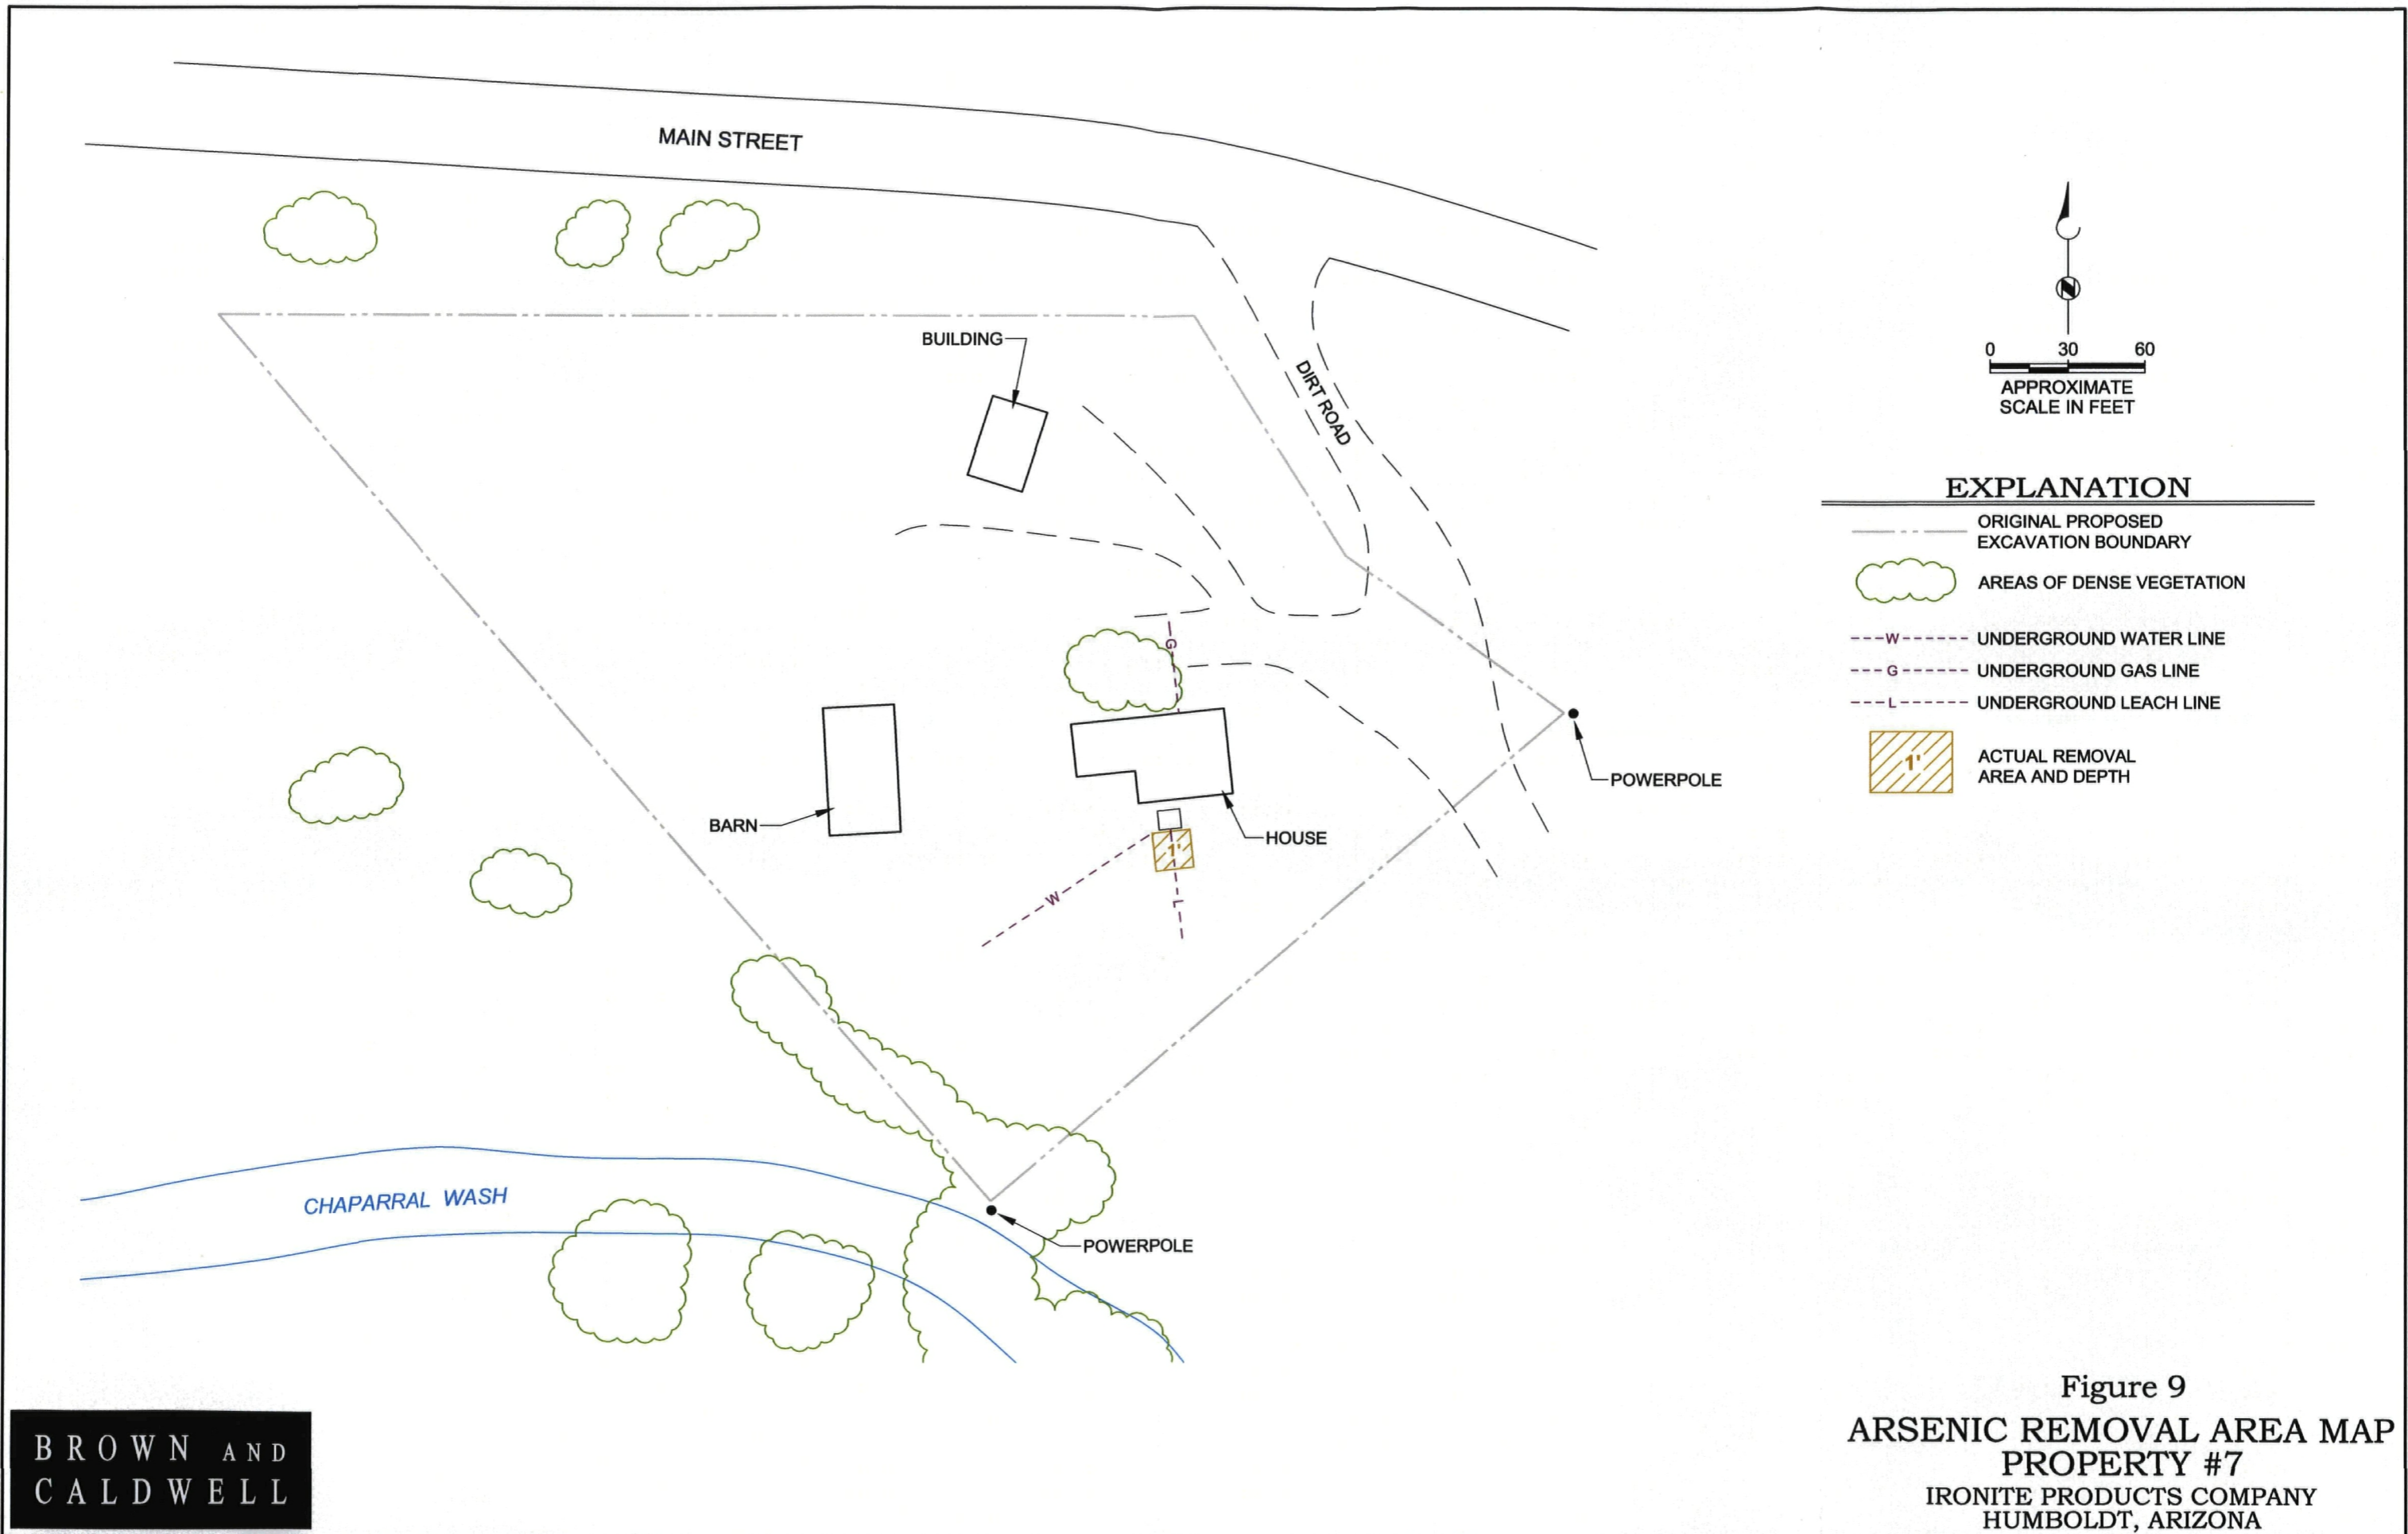 MAIN STREET
BUILDING
DIRT ROAD
0 30 60
APPROXIMATE
SCALE IN FEET
N
EXPLANATION
ORIGINAL PROPOSED
EXCAVATION BOUNDARY
AREAS OF DENSE VEGETATION
W
UNDERGROUND WATER LINE
G
UNDERGROUND GAS LINE
L
UNDERGROUND LEACH LINE
1'
ACTUAL REMOVAL
AREA AND DEPTH
G
POWERPOLE
BARN
HOUSE
1'
W
L
CHAPARRAL WASH
POWERPOLE
BROWN AND
CALDWELL
Figure 9
ARSENIC REMOVAL AREA MAP
PROPERTY #7
IRONITE PRODUCTS COMPANY
HUMBOLDT, ARIZONA